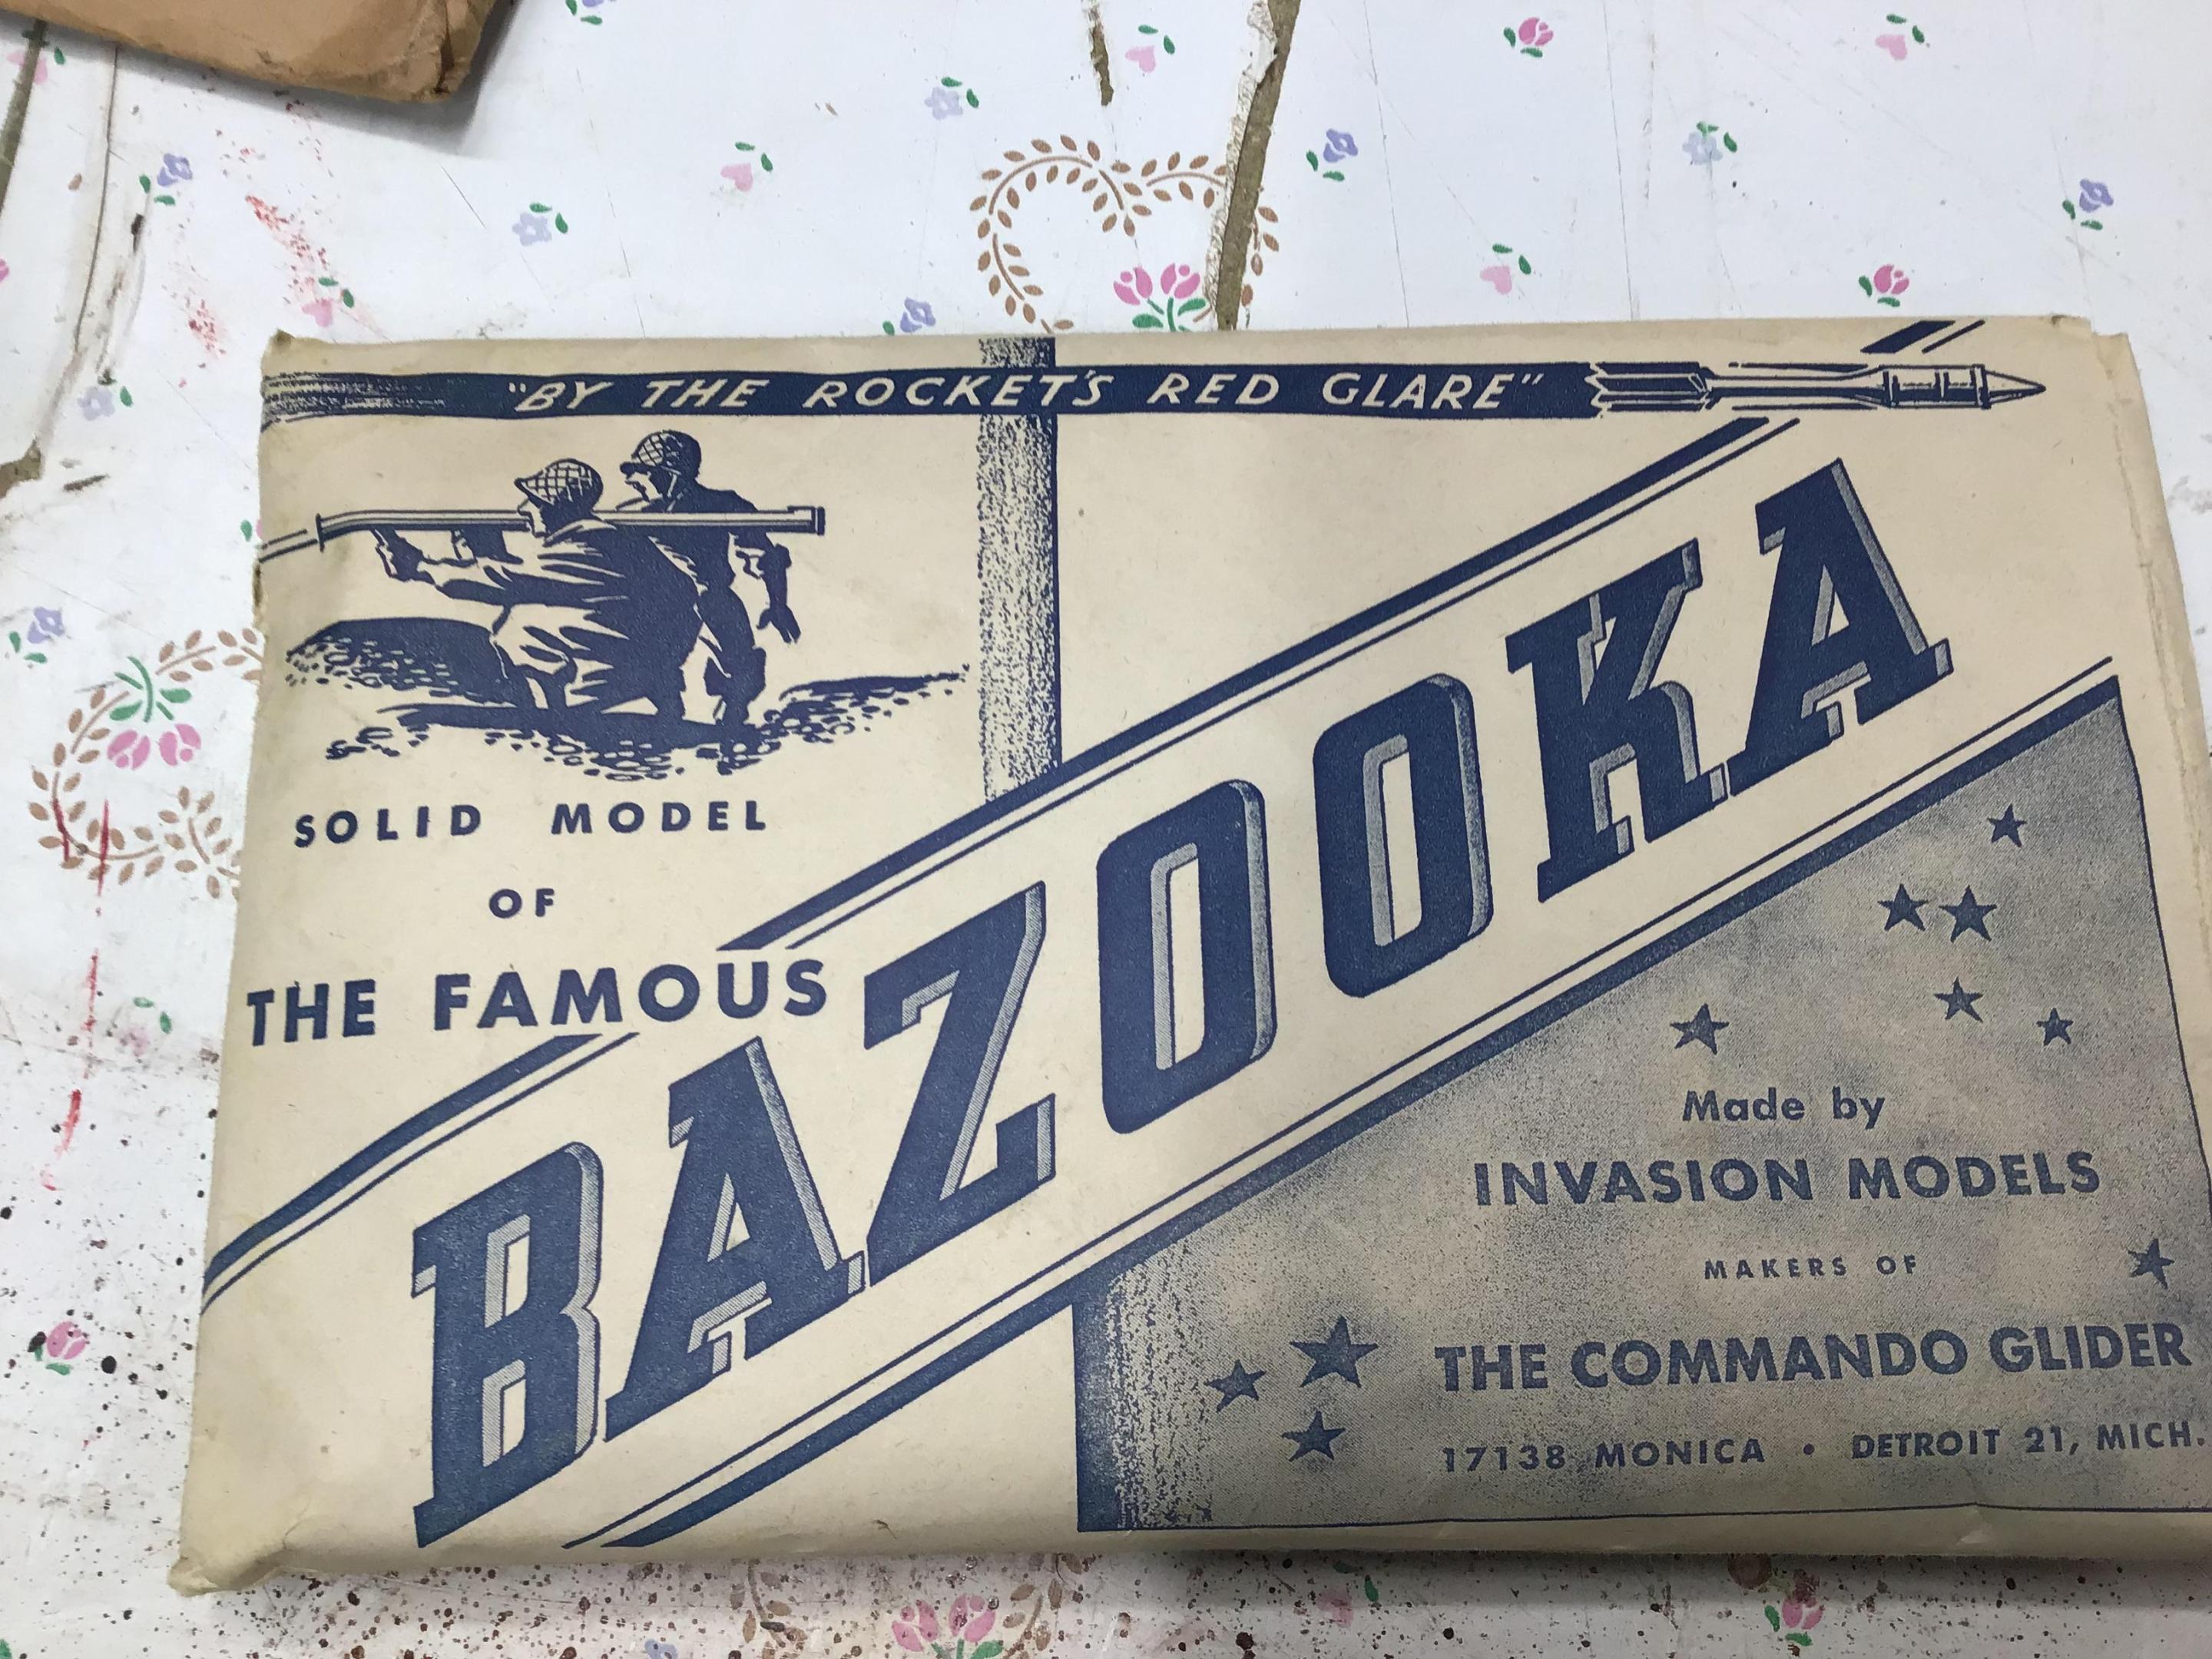 "BY THE ROCKET'S RED GLARE"
SOLID MODEL
OF
THE FAMOUS
BAZOOKA
Made by
INVASION MODELS
MAKERS OF
THE COMMANDO GLIDER
17138 MONICA • DETROIT 21, MICH.